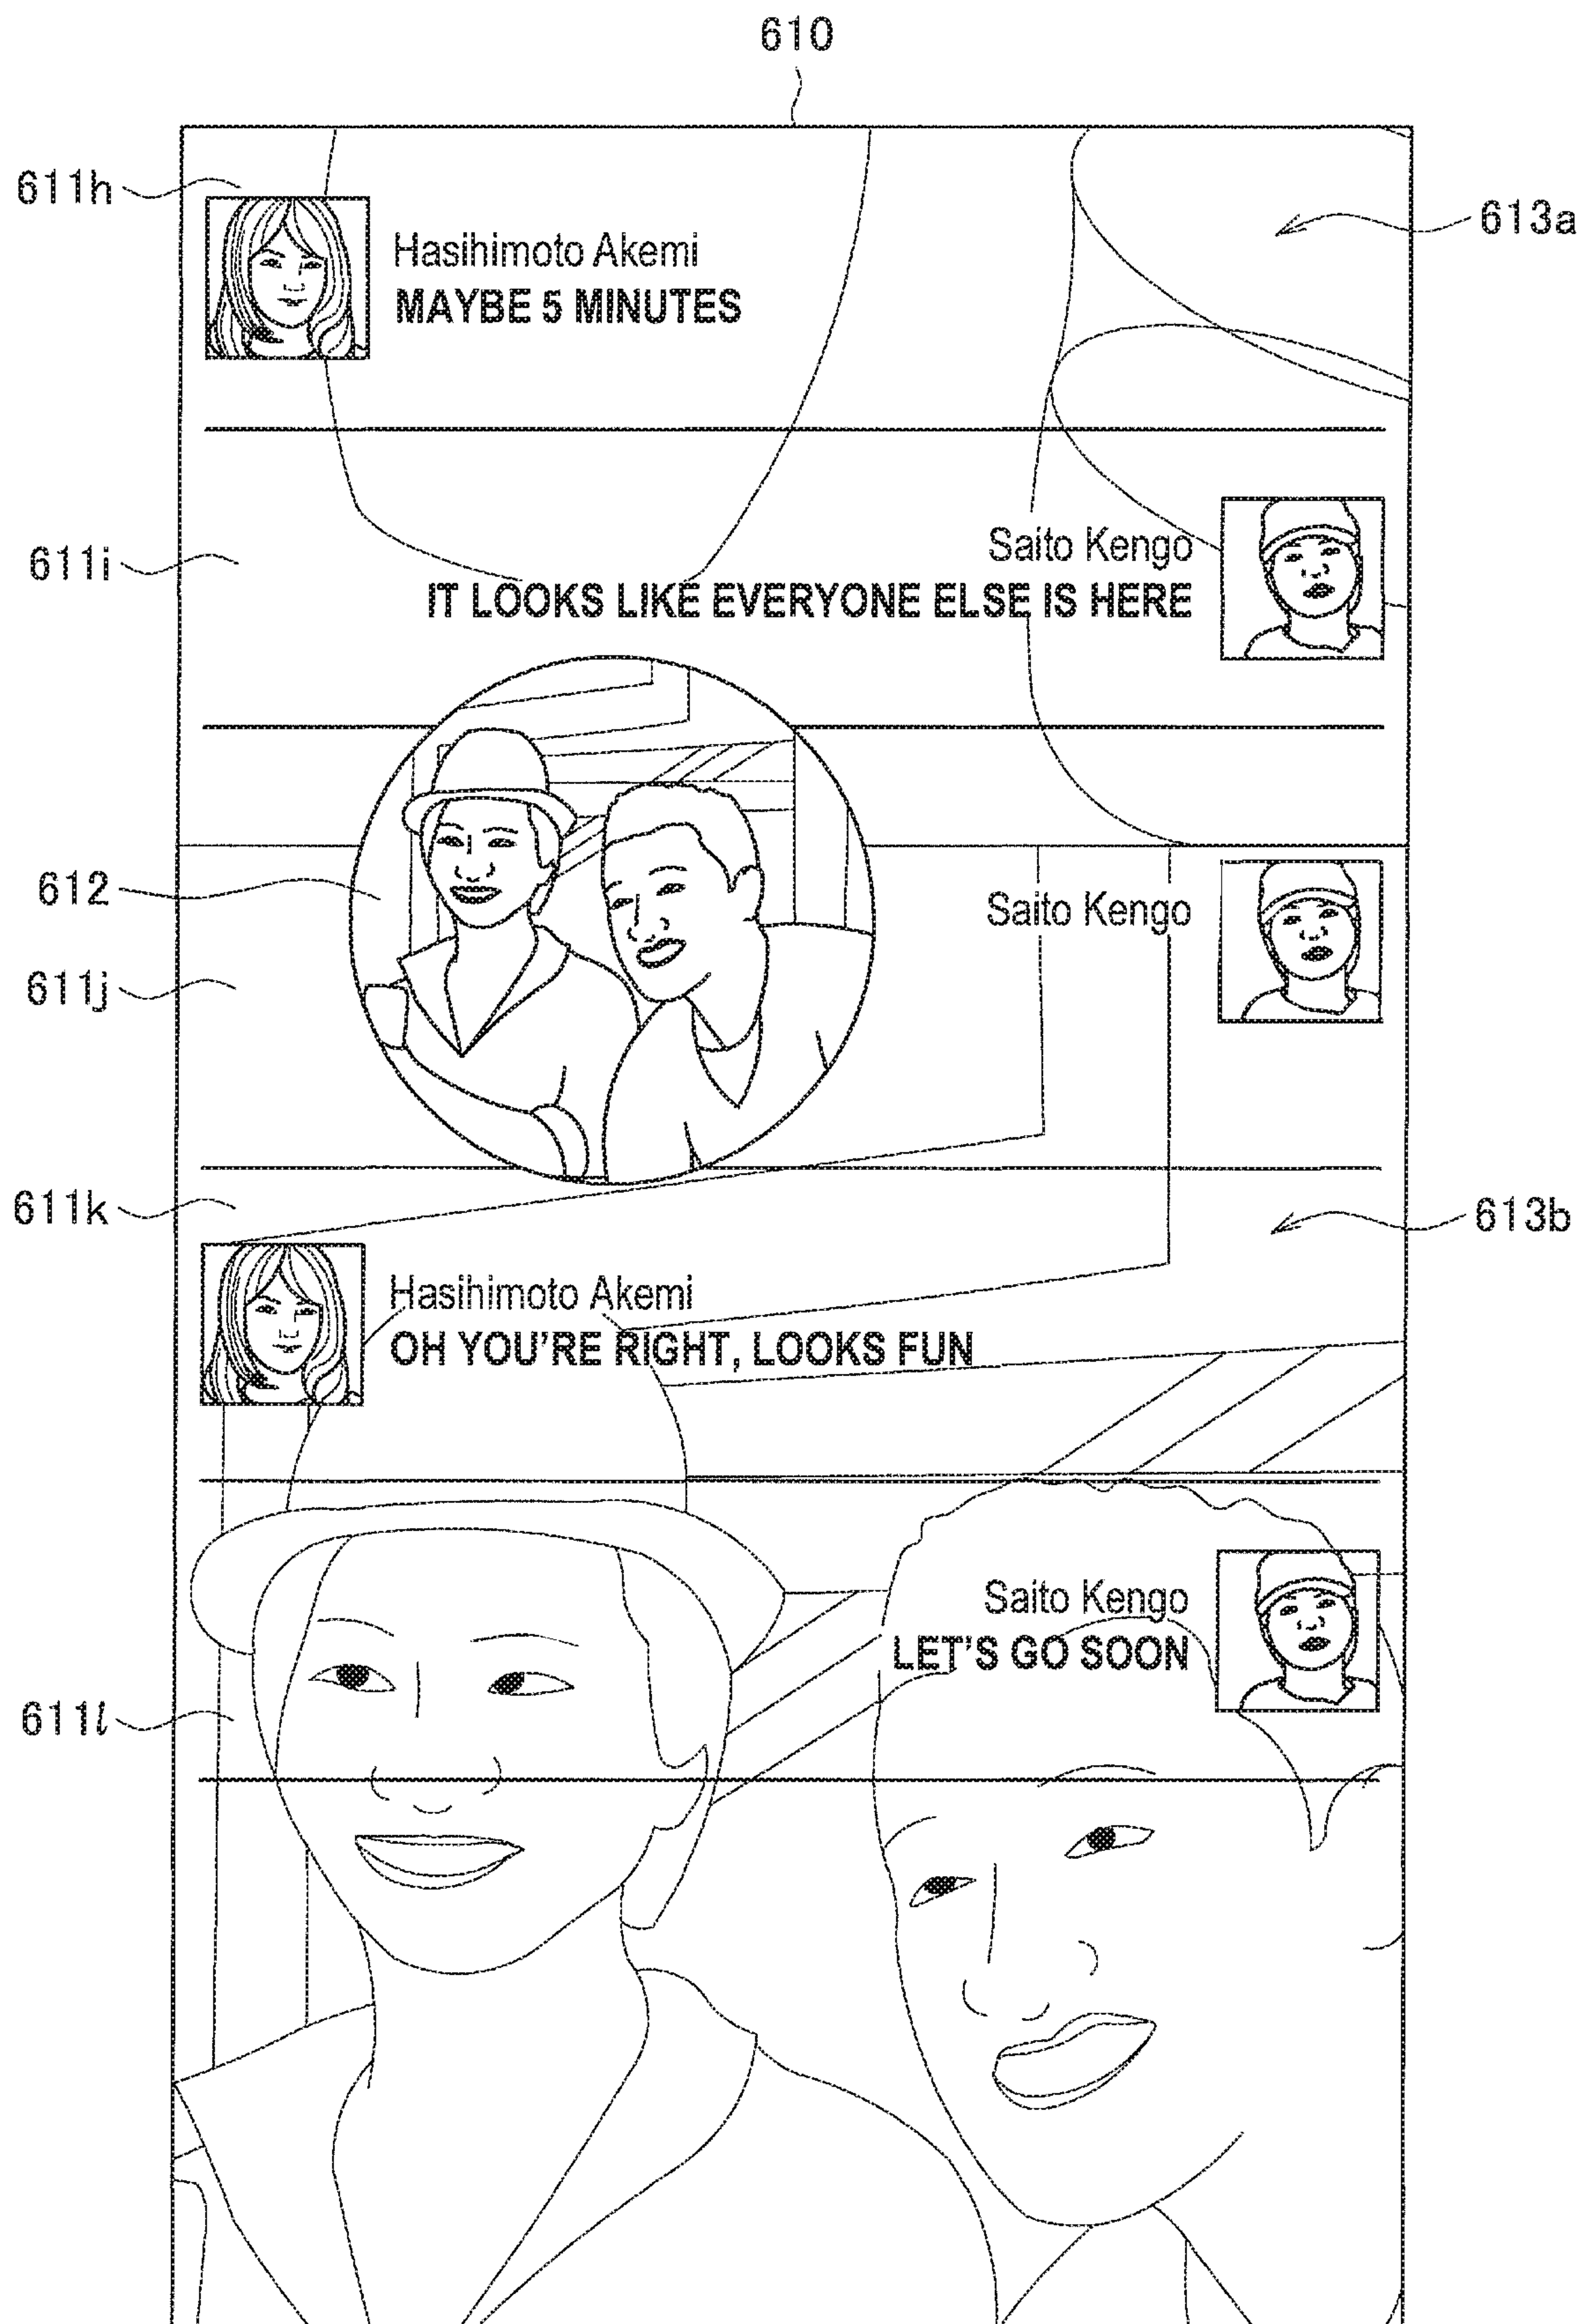 610
611h
613a
Hasihimoto Akemi
MAYBE 5 MINUTES
611i
Saito Kengo
IT LOOKS LIKE EVERYONE ELSE IS HERE
612
Saito Kengo
611j
611k
613b
Hasihimoto Akemi
OH YOU'RE RIGHT, LOOKS FUN
Saito Kengo
LET'S GO SOON
611l